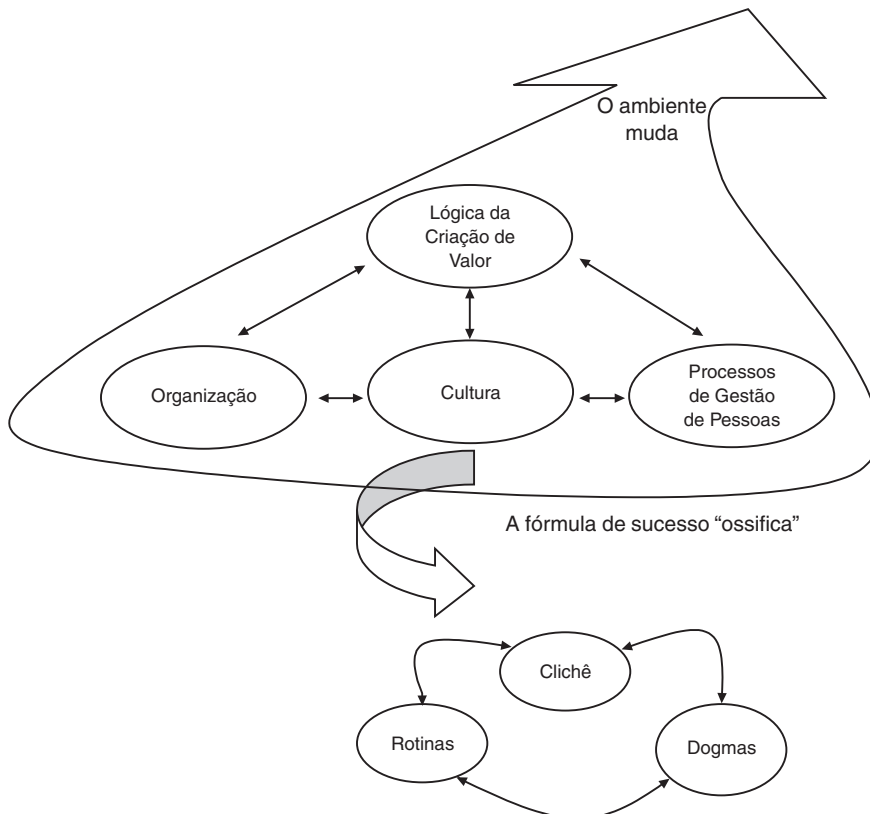 O ambiente
muda
Lógica da
Criação de
Valor
Organização
Cultura
Processos
de Gestão
de Pessoas
A fórmula de sucesso “ossifica”
Clichê
Rotinas
Dogmas